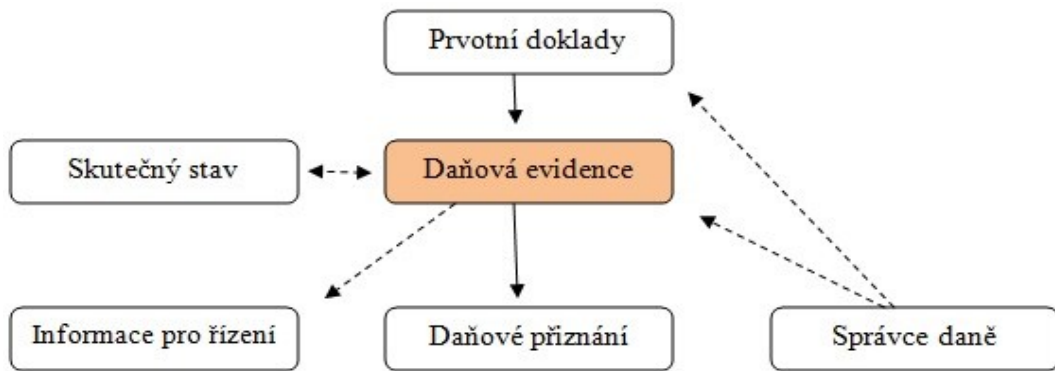 Prvotní doklady
Skutečný stav
Daňová evidence
Informace pro řízení
Daňové přiznání
Správce daně